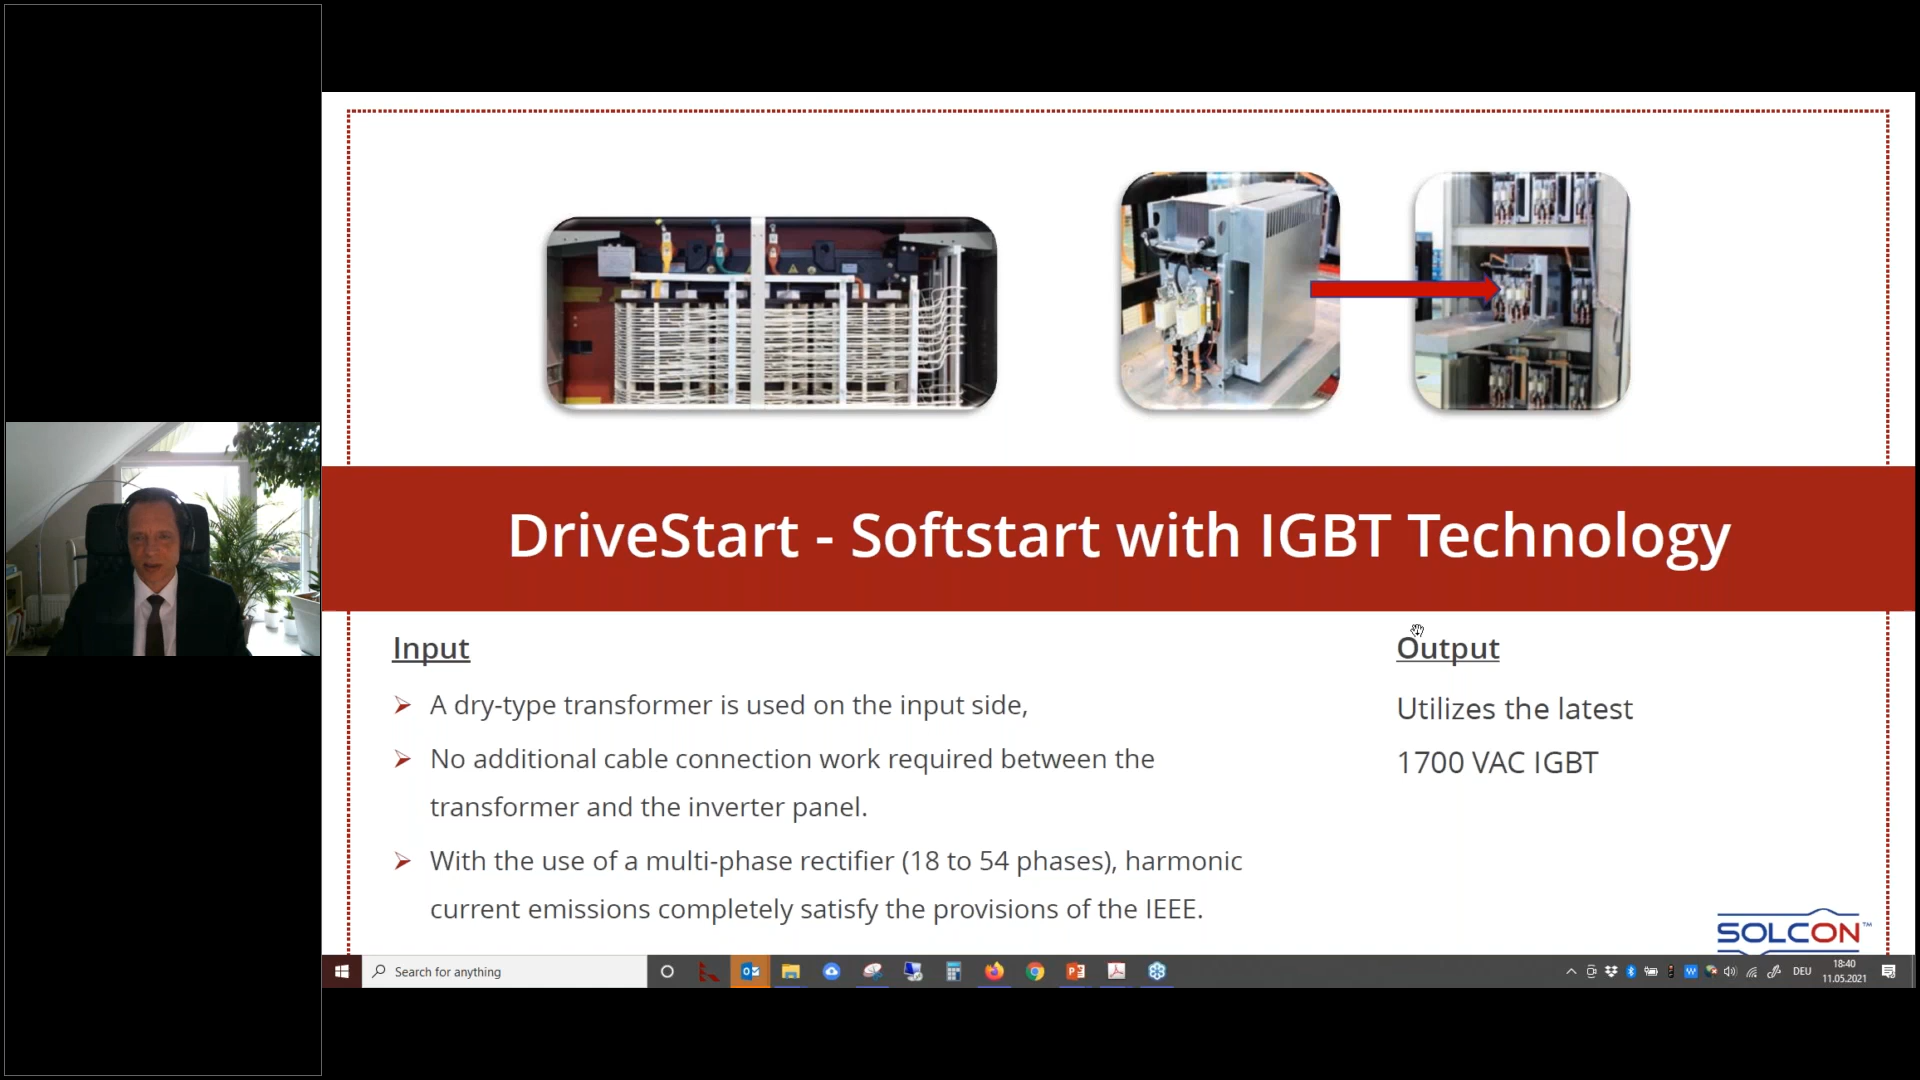 DriveStart - Softstart with IGBT Technology
Input
A dry-type transformer is used on the input side,
No additional cable connection work required between the
transformer and the inverter panel.
With the use of a multi-phase rectifier (18 to 54 phases), harmonic
current emissions completely satisfy the provisions of the IEEE.
Output
Utilizes the latest
1700 VAC IGBT
SOLCON™
Search for anything
DEU
18:40
11.05.2021